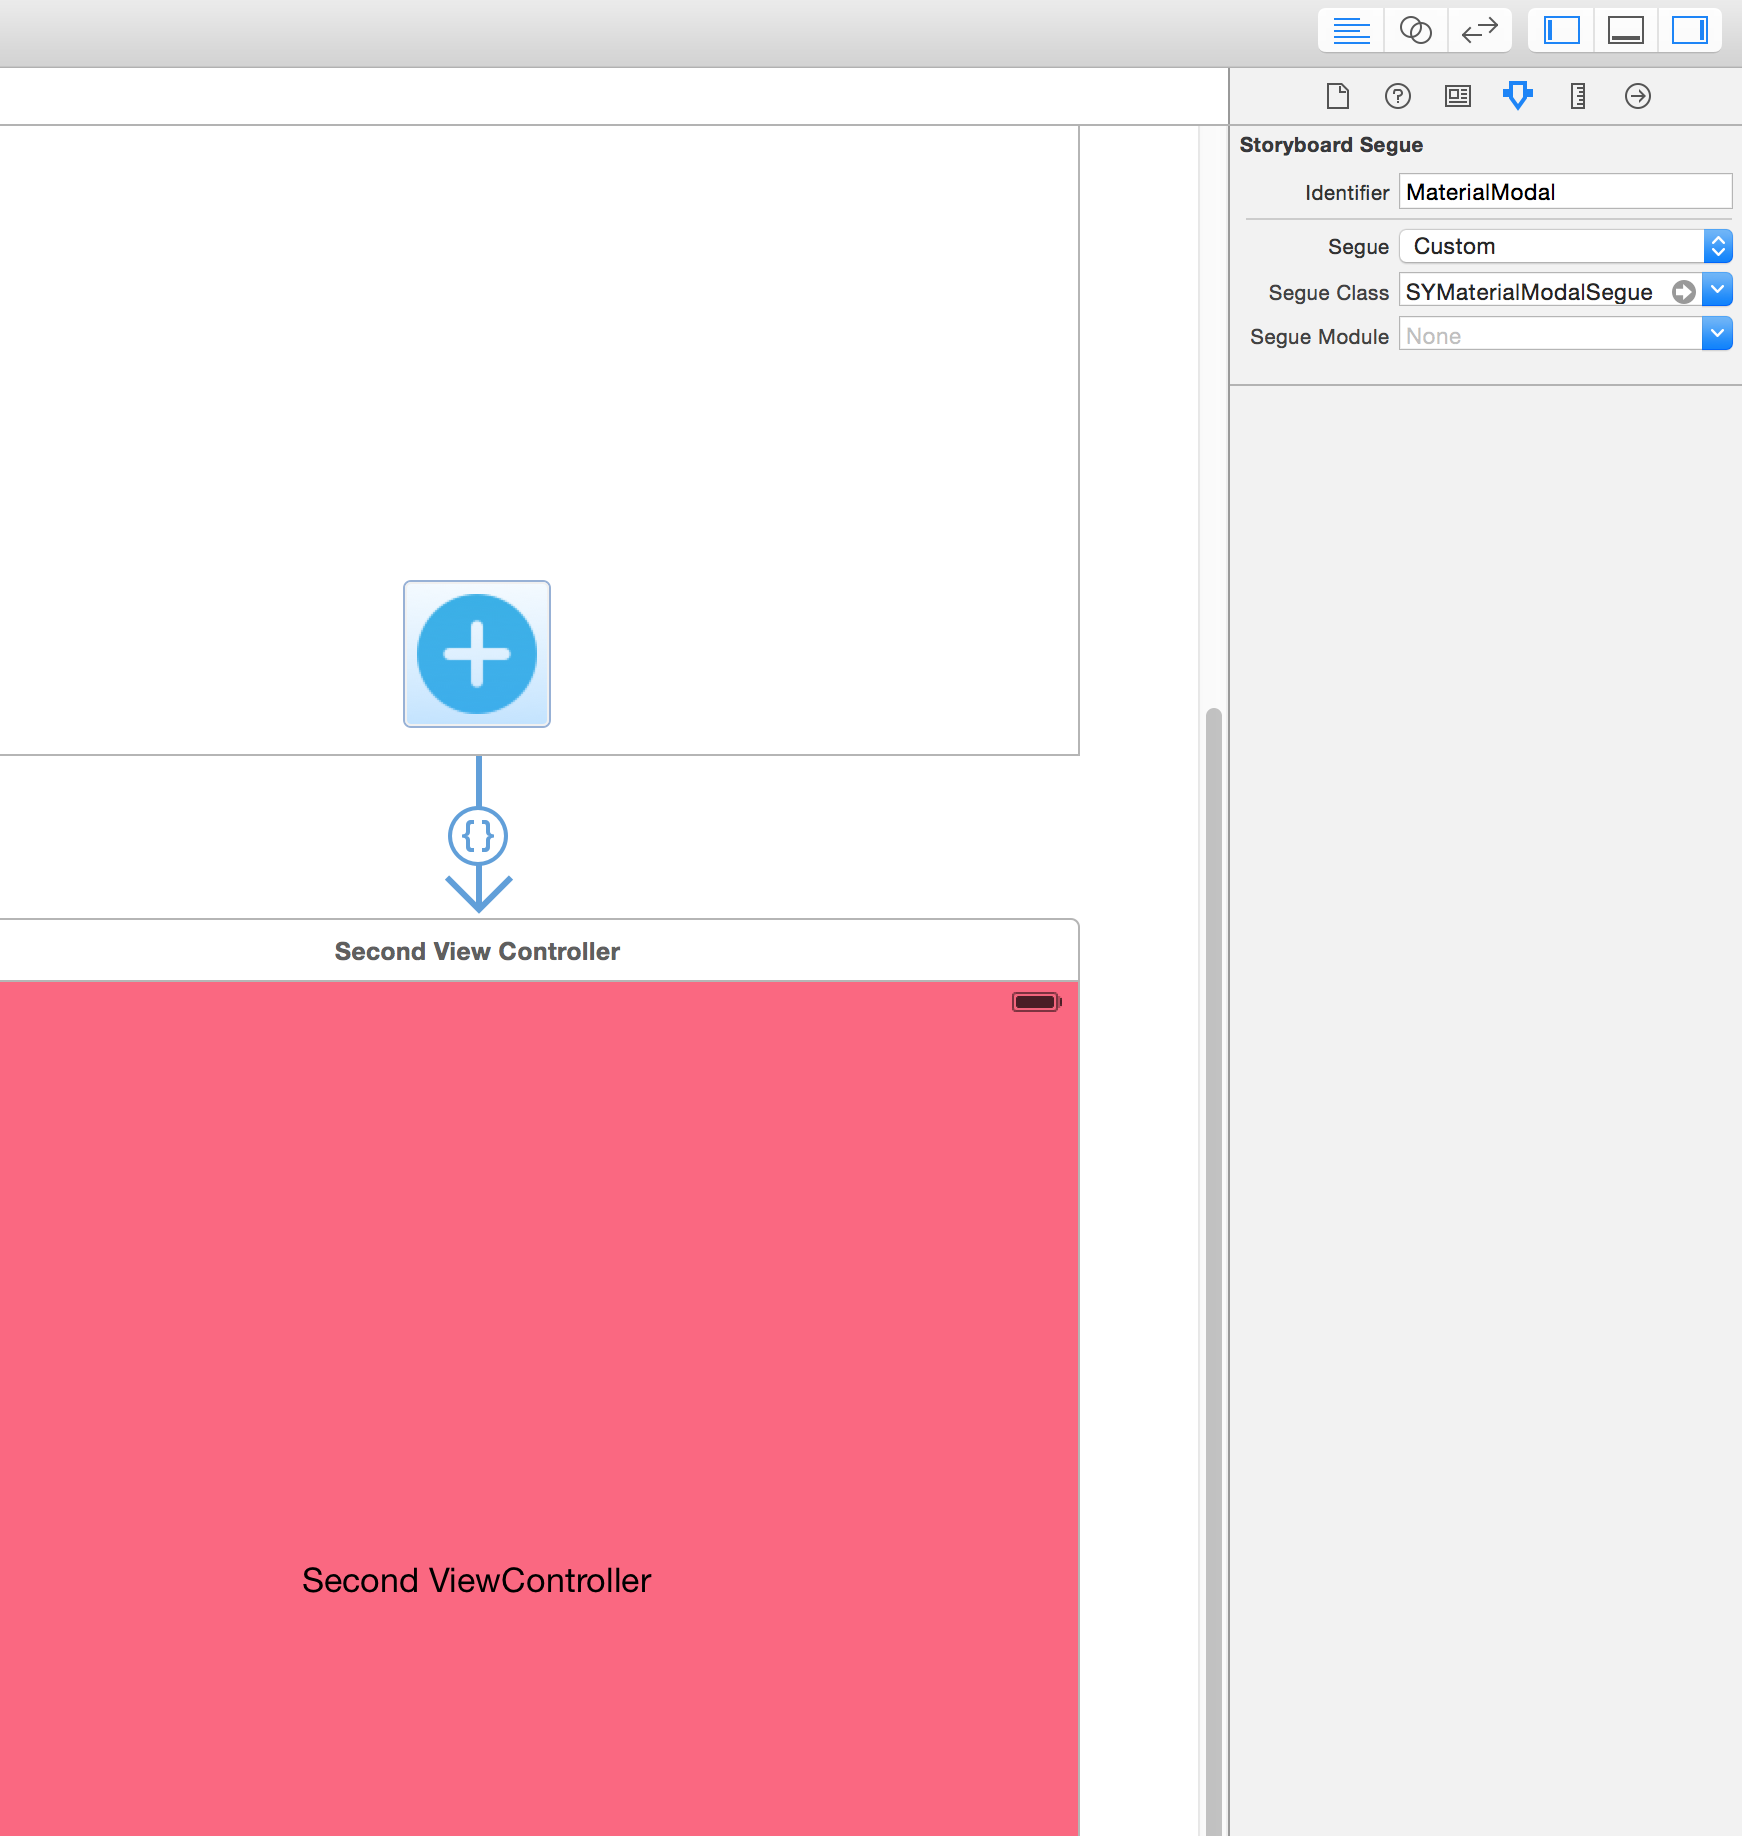 Storyboard Segue
Identifier MaterialModal
Segue Custom
Segue Class SYMaterialModalSegue
Segue Module None
{}
Second View Controller
Second ViewController